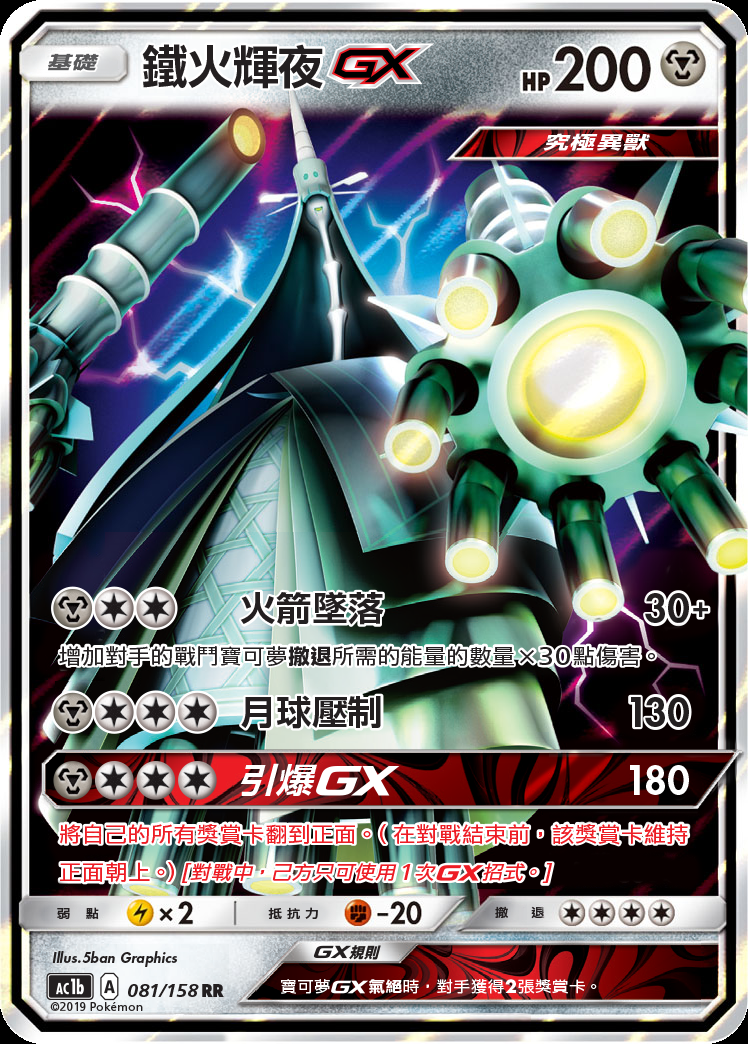 基礎 鐵火輝夜GX HP200
究極異獸
火箭墜落 30+
增加對手的戰鬥寶可夢撤退所需的能量的數量×30點傷害。
月球壓制 130
引爆GX 180
將自己的所有獎賞卡翻到正面。(在對戰結束前，該獎賞卡維持
正面朝上。)[對戰中，己方只可使用1次GX招式。]
弱點 ×2 抵抗力 -20 撤退
Illus.5ban Graphics
GX規則
AC1b A 081/158 RR
寶可夢GX氣絕時，對手獲得2張獎賞卡。
©2019 Pokémon